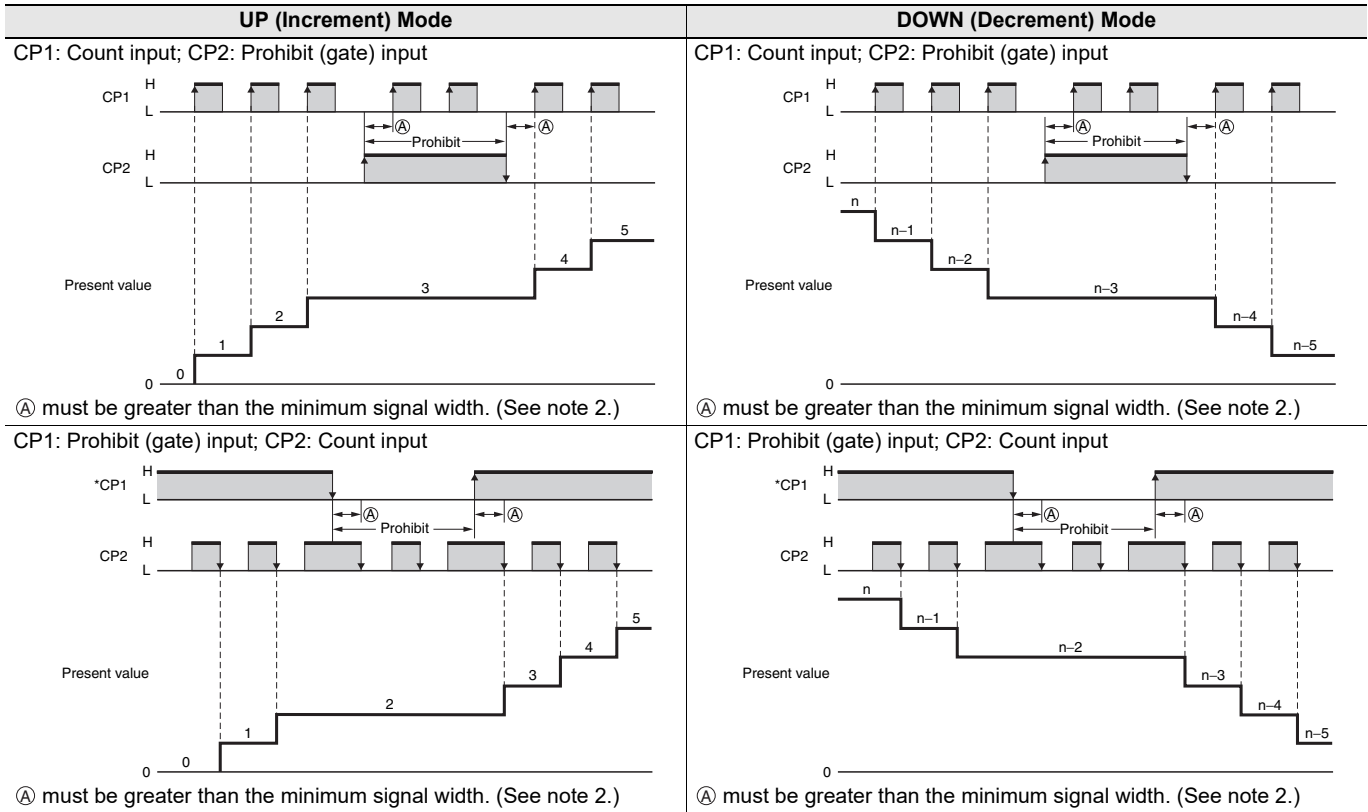 UP (Increment) Mode
DOWN (Decrement) Mode
CP1: Count input; CP2: Prohibit (gate) input
H
CP1
L
Ⓐ
Ⓐ
Prohibit
H
CP2
L
5
4
3
Present value
2
1
0
0
Ⓐ must be greater than the minimum signal width. (See note 2.)
CP1: Count input; CP2: Prohibit (gate) input
H
CP1
L
Ⓐ
Ⓐ
Prohibit
H
CP2
L
n
n–1
n–2
Present value
n–3
n–4
n–5
0
Ⓐ must be greater than the minimum signal width. (See note 2.)
CP1: Prohibit (gate) input; CP2: Count input
H
*CP1
L
Ⓐ
Ⓐ
Prohibit
H
CP2
L
5
4
Present value
3
2
1
0
0
Ⓐ must be greater than the minimum signal width. (See note 2.)
CP1: Prohibit (gate) input; CP2: Count input
H
*CP1
L
Ⓐ
Ⓐ
Prohibit
H
CP2
L
n
n–1
n–2
Present value
n–3
n–4
n–5
0
Ⓐ must be greater than the minimum signal width. (See note 2.)